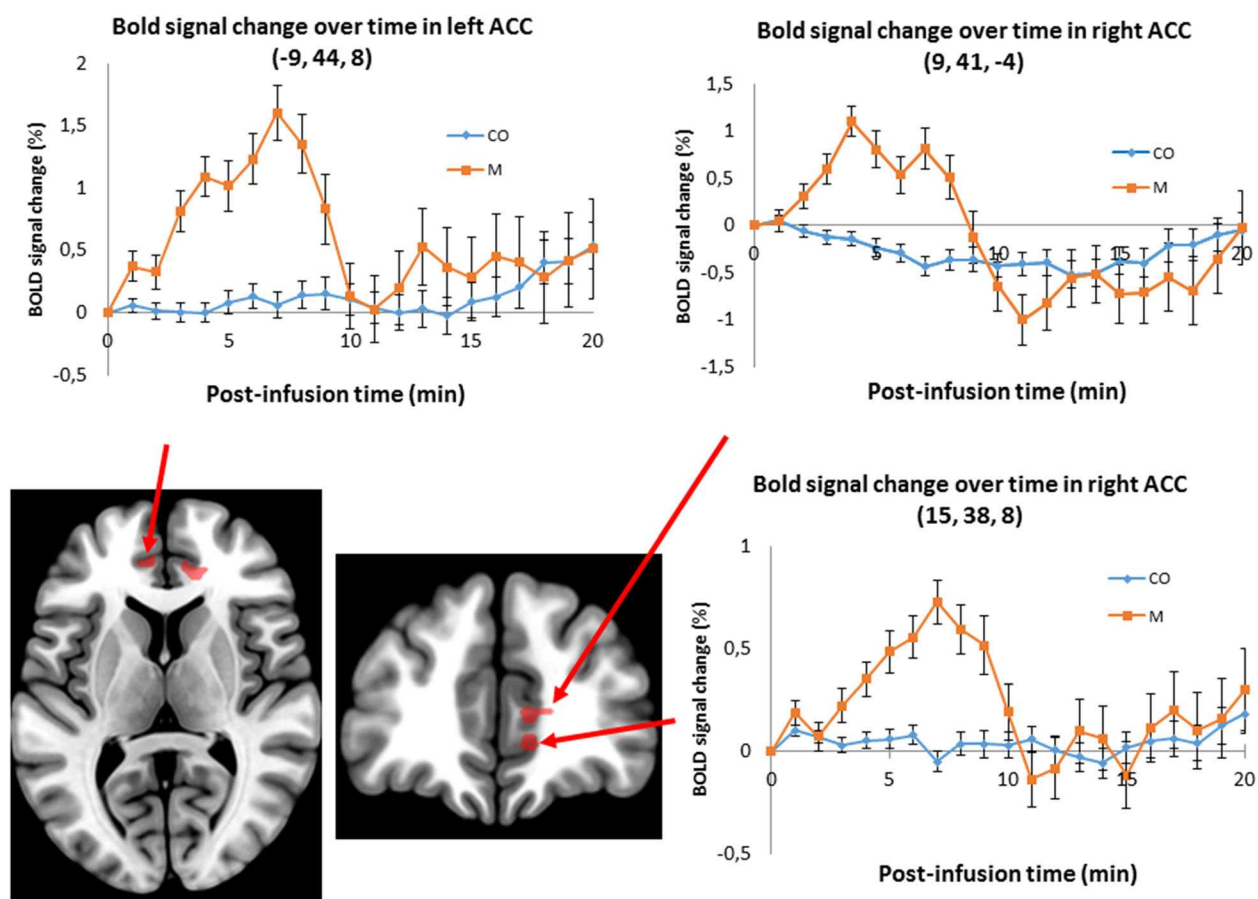 Bold signal change over time in left ACC
(-9, 44, 8)
BOLD signal change (%)
2
1,5
1
0,5
0
-0,5
0
5
10
15
20
CO
M
Post-infusion time (min)
Bold signal change over time in right ACC
(9, 41, -4)
BOLD signal change (%)
1,5
1
0,5
0
-0,5
-1
-1,5
0
5
10
15
20
CO
M
Post-infusion time (min)
Bold signal change over time in right ACC
(15, 38, 8)
BOLD signal change (%)
1
0,5
0
-0,5
0
5
10
15
20
CO
M
Post-infusion time (min)